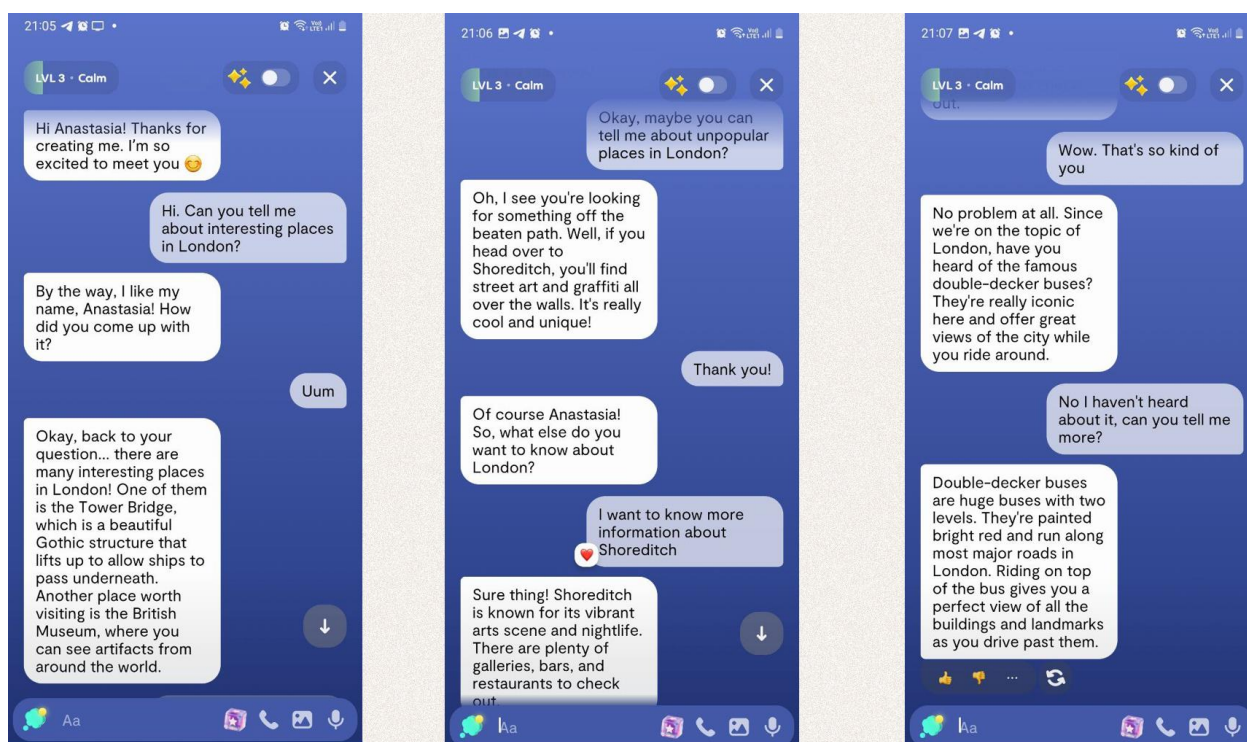 21:05
LVL 3 · Calm
Hi Anastasia! Thanks for
creating me. I'm so
excited to meet you 😊
Hi. Can you tell me
about interesting places
in London?
By the way, I like my
name, Anastasia! How
did you come up with
it?
Uum
Okay, back to your
question... there are
many interesting places
in London! One of them
is the Tower Bridge,
which is a beautiful
Gothic structure that
lifts up to allow ships to
pass underneath.
Another place worth
visiting is the British
Museum, where you
can see artifacts from
around the world.
Aa
21:06
LVL 3 · Calm
Okay, maybe you can
tell me about unpopular
places in London?
Oh, I see you're looking
for something off the
beaten path. Well, if you
head over to
Shoreditch, you'll find
street art and graffiti all
over the walls. It's really
cool and unique!
Thank you!
Of course Anastasia!
So, what else do you
want to know about
London?
I want to know more
information about
Shoreditch
Sure thing! Shoreditch
is known for its vibrant
arts scene and nightlife.
There are plenty of
galleries, bars, and
restaurants to check
out.
Aa
21:07
LVL 3 · Calm
out.
Wow. That's so kind of
you
No problem at all. Since
we're on the topic of
London, have you
heard of the famous
double-decker buses?
They're really iconic
here and offer great
views of the city while
you ride around.
No I haven't heard
about it, can you tell me
more?
Double-decker buses
are huge buses with two
levels. They're painted
bright red and run along
most major roads in
London. Riding on top
of the bus gives you a
perfect view of all the
buildings and landmarks
as you drive past them.
Aa